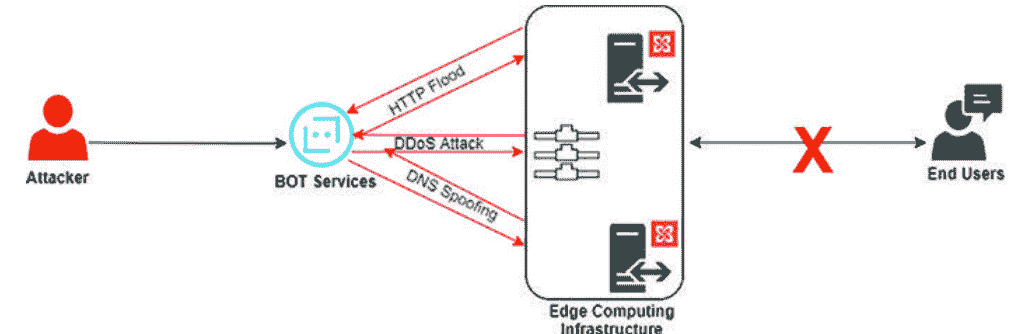 HTTP Flood
DDoS Attack
DNS Spoofing
Attacker
BOT Services
End Users
Edge Computing
Infrastructure